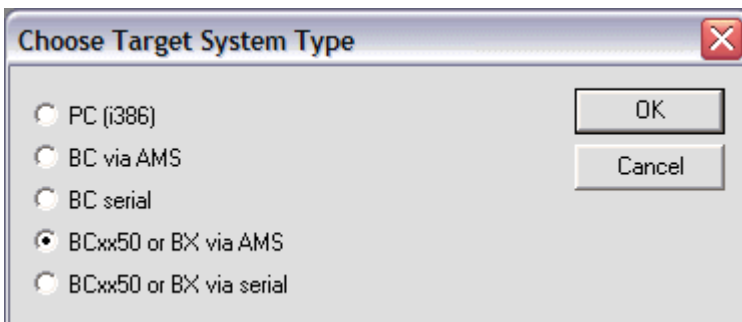 Choose Target System Type
PC (i386)
OK
BC via AMS
Cancel
BC serial
BCxx50 or BX via AMS
BCxx50 or BX via serial